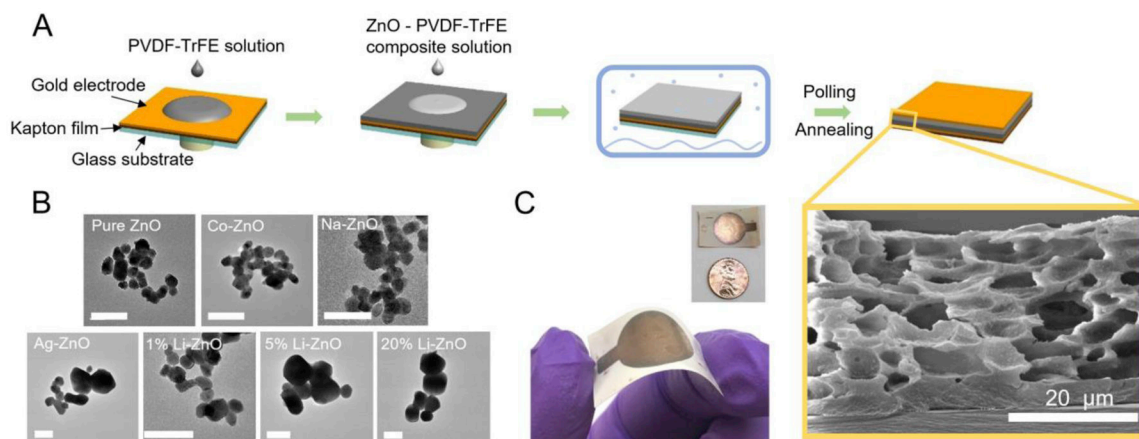 A
PVDF-TrFE solution
Gold electrode
Kapton film
Glass substrate
ZnO - PVDF-TrFE
composite solution
Polling
Annealing
B
Pure ZnO
Co-ZnO
Na-ZnO
Ag-ZnO
1% Li-ZnO
5% Li-ZnO
20% Li-ZnO
C
20 µm